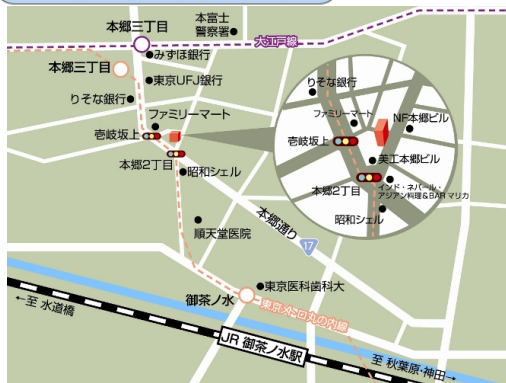 本富士
警察署
本郷三丁目
大江戸線
みずほ銀行
本郷三丁目
東京UFJ銀行
りそな銀行
ファミリーマート
壱岐坂上
本郷2丁目
昭和シェル
本郷通り
17
順天堂医院
東京医科歯科大
御茶ノ水
東京メトロ丸の内線
←至 水道橋
JR 御茶ノ水駅
至 秋葉原・神田→
りそな銀行
ファミリーマート
NF本郷ビル
壱岐坂上
美工本郷ビル
本郷2丁目
インド・ネパール・
アジアン料理&BAR マリカ
昭和シェル